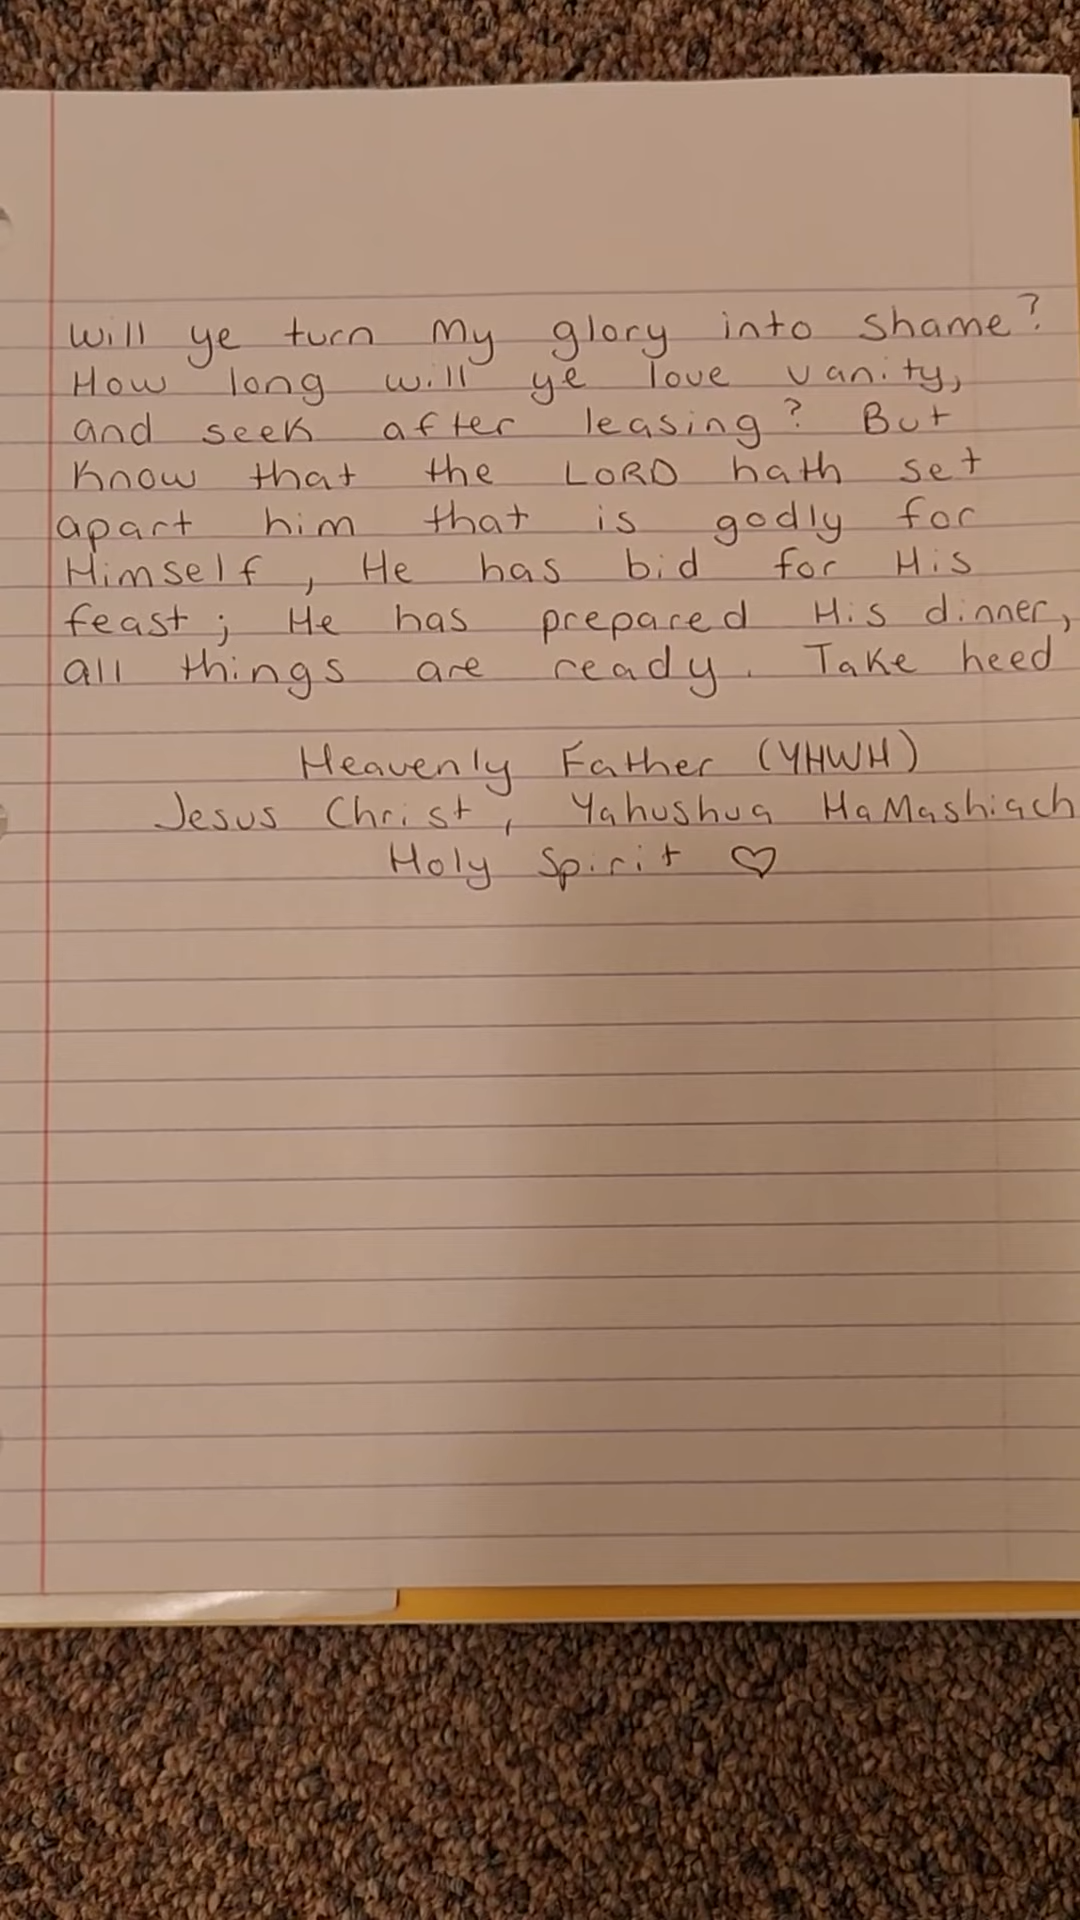 Will ye turn My glory into shame?
How long will ye love vanity,
and seek after leasing? But
Know that the LORD hath set
apart him that is godly for
Himself, He has bid for His
feast; He has prepared His dinner,
all things are ready. Take heed
Heavenly Father (YHWH)
Jesus Christ, Yahushua HaMashiach
Holy Spirit ♡